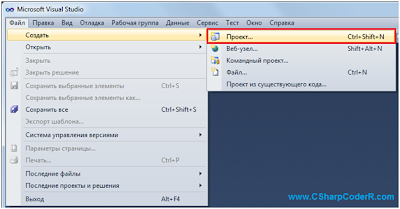 Microsoft Visual Studio
Файл Правка Вид Отладка Рабочая группа Данные Сервис Тест Окно Справка
Создать
Проект... Ctrl+Shift+N
Открыть
Веб-узел... Shift+Alt+N
Закрыть
Командный проект...
Закрыть решение
Файл... Ctrl+N
Сохранить выбранные элементы Ctrl+S
Проект из существующего кода...
Сохранить выбранные элементы как...
Сохранить все Ctrl+Shift+S
Экспорт шаблона...
Система управления версиями
Параметры страницы...
Печать... Ctrl+P
Последние файлы
Последние проекты и решения
Выход Alt+F4
www.CSharpCoderR.com